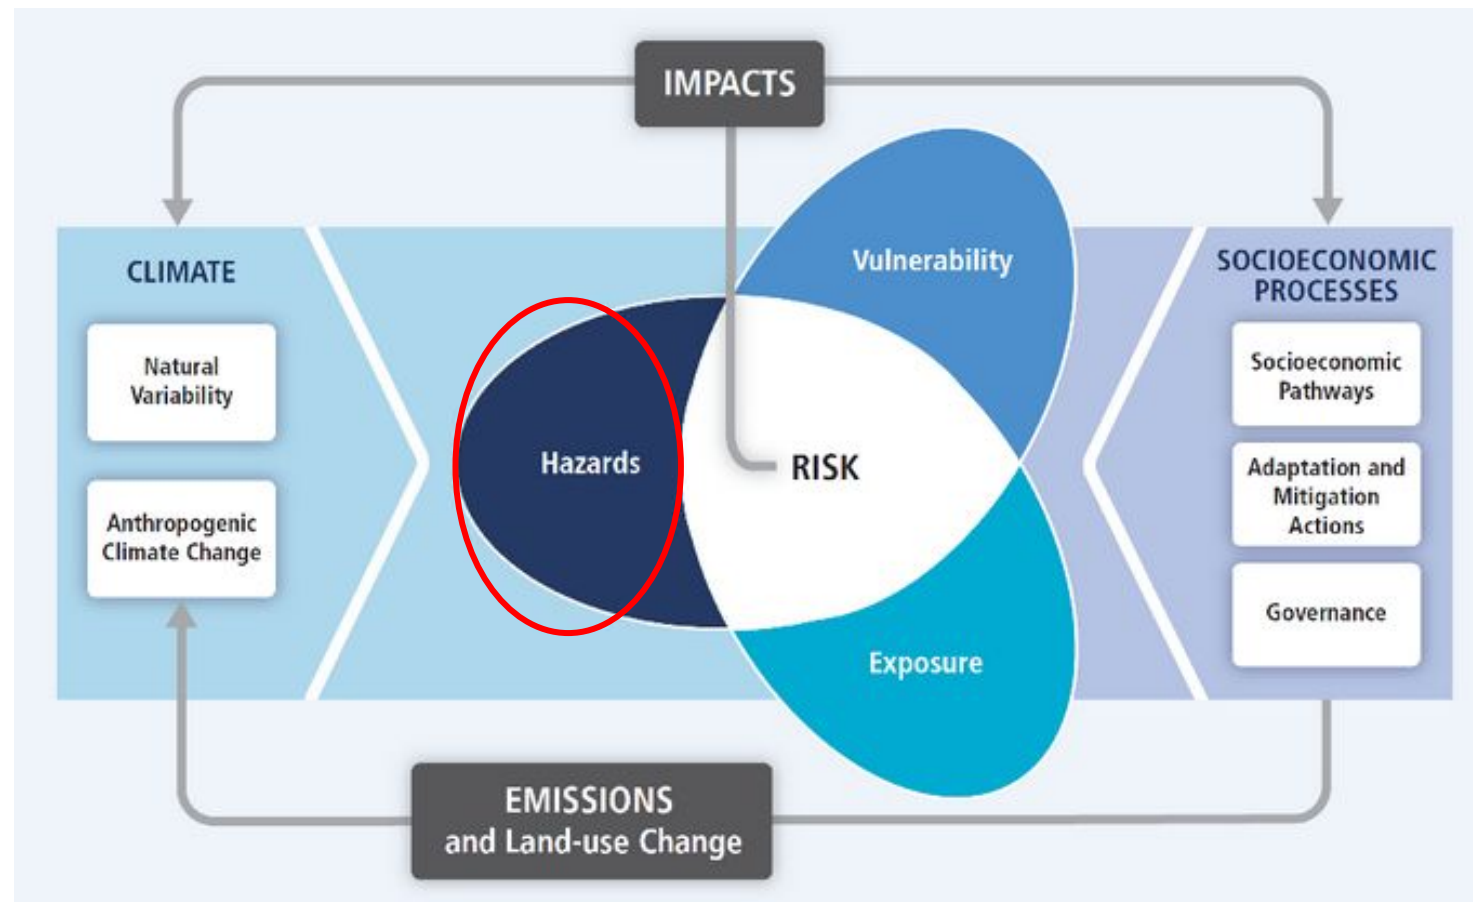 IMPACTS
CLIMATE
Natural
Variability
Anthropogenic
Climate Change
Hazards
Vulnerability
RISK
Exposure
SOCIOECONOMIC
PROCESSES
Socioeconomic
Pathways
Adaptation and
Mitigation
Actions
Governance
EMISSIONS
and Land-use Change